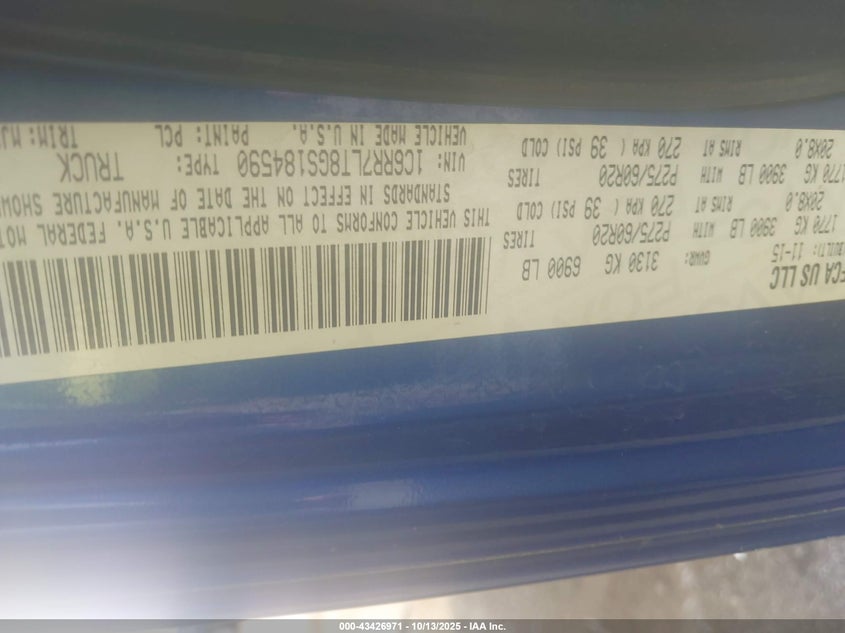 FCA US LLC
BUILT: 11-15
GVWR: 3130 KG 6900 LB
1770 KG 3900 LB WITH P275/60R20 TIRES
20X8.0 RIMS AT 270 KPA ( 39 PSI) COLD
1770 KG 3900 LB WITH P275/60R20 TIRES
20X8.0 RIMS AT 270 KPA ( 39 PSI) COLD
THIS VEHICLE CONFORMS TO ALL APPLICABLE U.S.A. FEDERAL MOT
STANDARDS IN EFFECT ON THE DATE OF MANUFACTURE SHOW
VIN: 1C6RR7LT8GS184590 TYPE: TRUCK
VEHICLE MADE IN U.S.A. PAINT: PCL TRIM: MJ
000-43426971 | 10/13/2025 - IAA Inc.